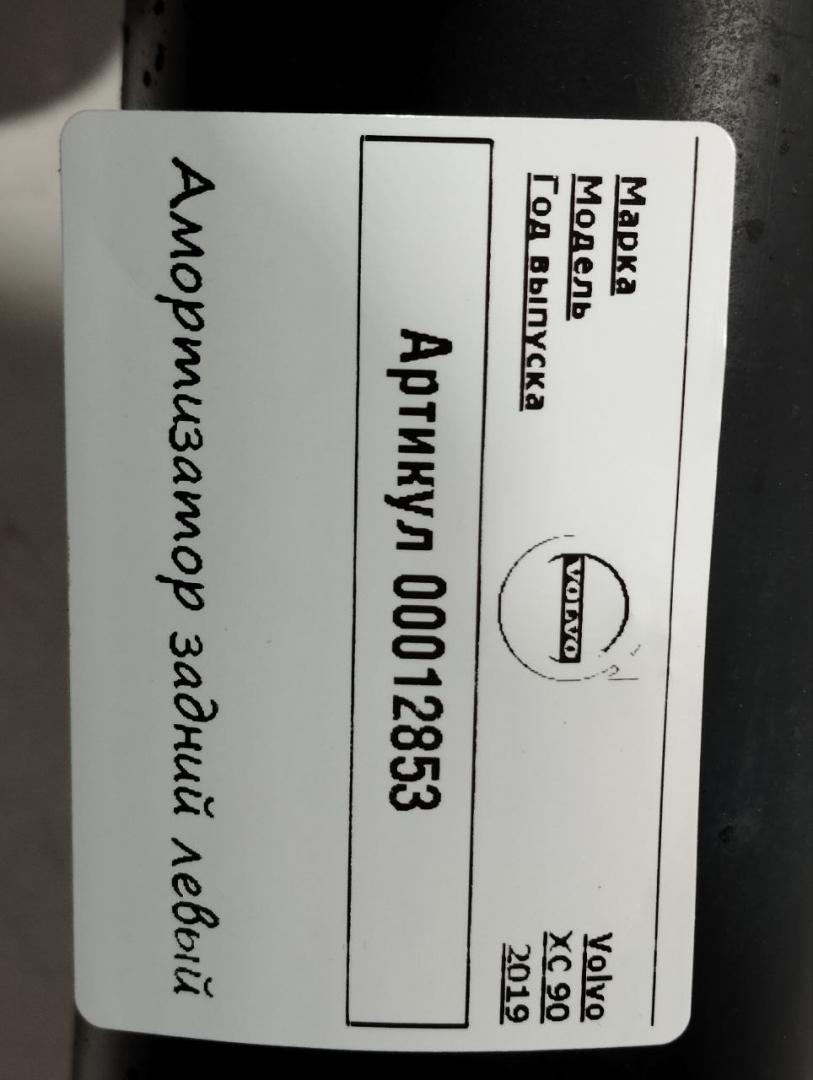 Марка Volvo
Модель XC 90
Год выпуска 2019
VOLVO
Артикул 00012853
Амортизатор задний левый